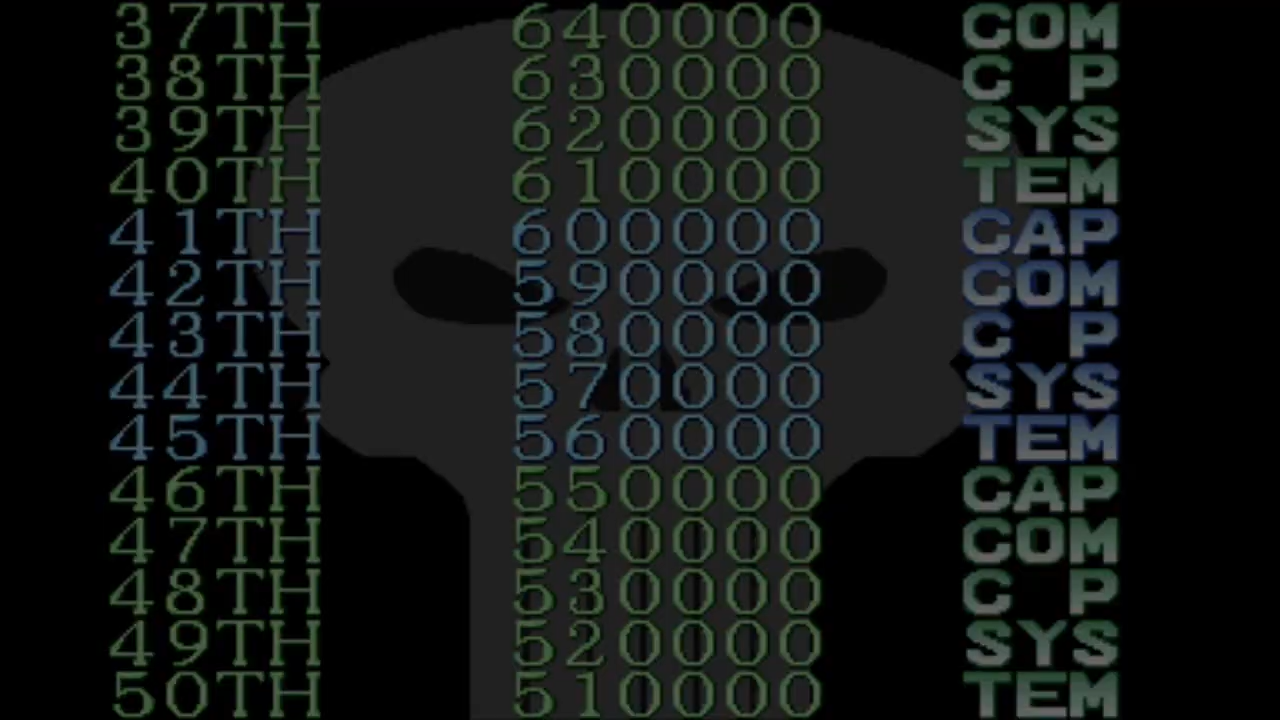 37TH 640000 COM
38TH 630000 C P
39TH 620000 SYS
40TH 610000 TEM
41TH 600000 CAP
42TH 590000 COM
43TH 580000 C P
44TH 570000 SYS
45TH 560000 TEM
46TH 550000 CAP
47TH 540000 COM
48TH 530000 C P
49TH 520000 SYS
50TH 510000 TEM